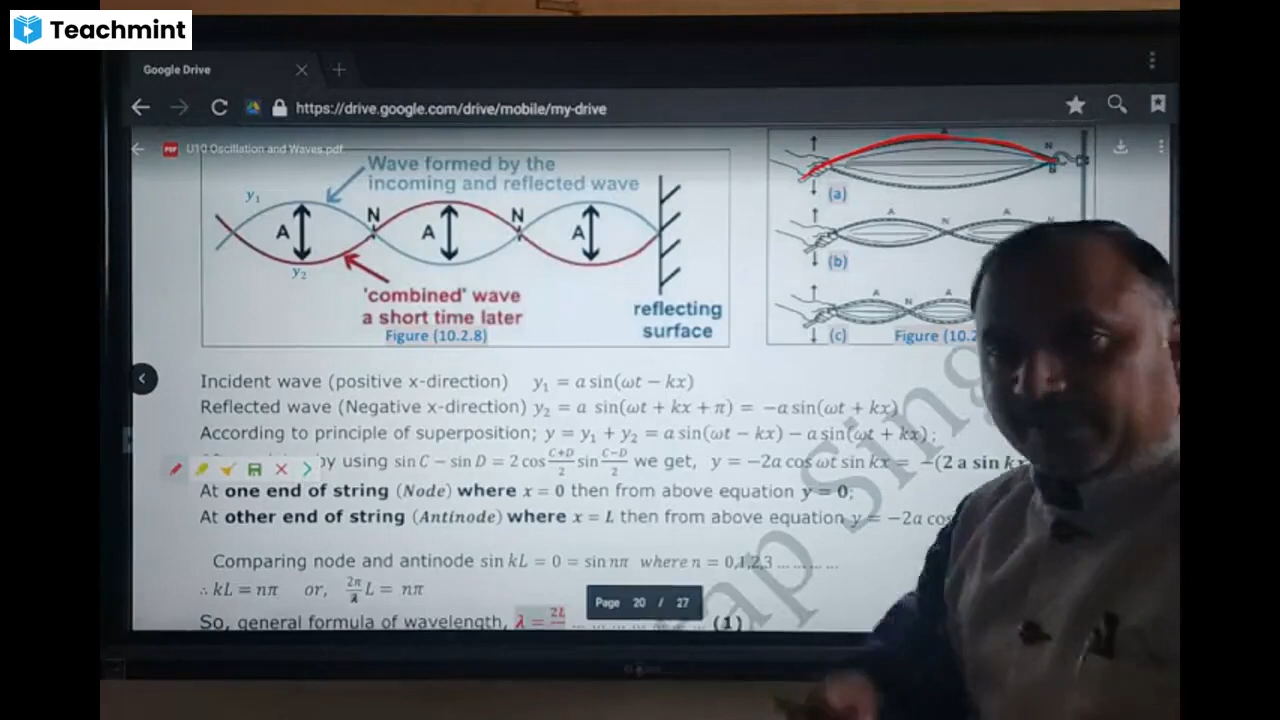 Teachmint
Google Drive
https://drive.google.com/drive/mobile/my-drive
U10 Oscillation and Waves.pdf
Wave formed by the
incoming and reflected wave
y₁
A
N
A
N
A
y₂
'combined' wave
a short time later
Figure (10.2.8)
reflecting
surface
A
N
(a)
A
N
A
N
(b)
A
N
A
(c)
Figure (10.2
Incident wave (positive x-direction) y₁ = a sin(ωt − kx)
Reflected wave (Negative x-direction) y₂ = a sin(ωt + kx + π) = −a sin(ωt + kx)
According to principle of superposition; y = y₁ + y₂ = a sin(ωt − kx) − a sin(ωt + kx);
by using sin C − sin D = 2 cos (C+D)/2 sin (C−D)/2 we get, y = −2a cos ωt sin kx = −(2 a sin kx
At one end of string (Node) where x = 0 then from above equation y = 0;
At other end of string (Antinode) where x = L then from above equation y = −2a cos
Comparing node and antinode sin kL = 0 = sin nπ where n = 0,1,2,3 ... ... ... ...
∴ kL = nπ or, 2π/λ L = nπ
Page 20 / 27
So, general formula of wavelength, λ = 2L ... ... ... (1)
ap Sing